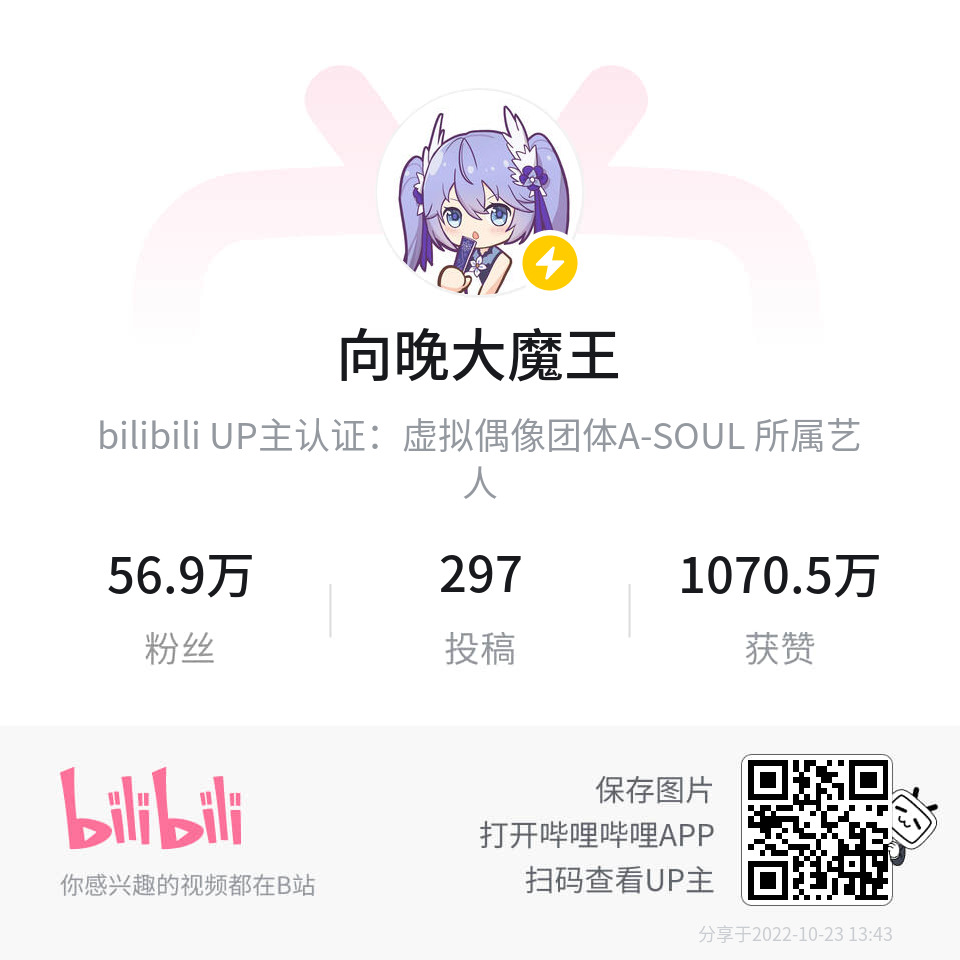 向晚大魔王
bilibili UP主认证：虚拟偶像团体A-SOUL 所属艺
人
56.9万
297
1070.5万
粉丝
投稿
获赞
bilibili
你感兴趣的视频都在B站
保存图片
打开哔哩哔哩APP
扫码查看UP主
分享于2022-10-23 13:43